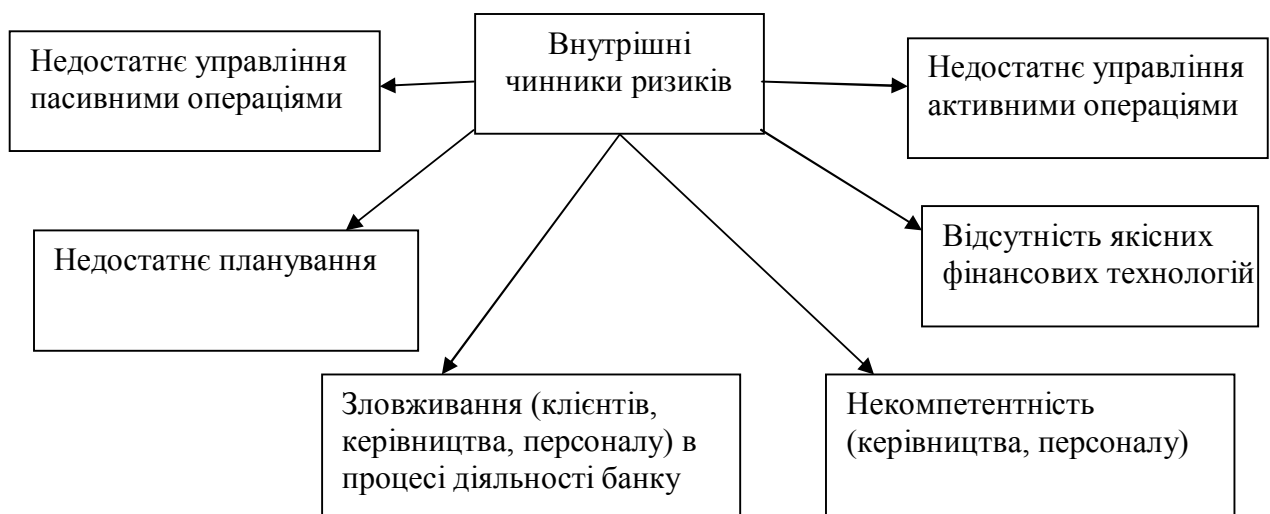 Внутрішні
чинники ризиків
Недостатнє управління
пасивними операціями
Недостатнє управління
активними операціями
Недостатнє планування
Відсутність якісних
фінансових технологій
Зловживання (клієнтів,
керівництва, персоналу) в
процесі діяльності банку
Некомпетентність
(керівництва, персоналу)